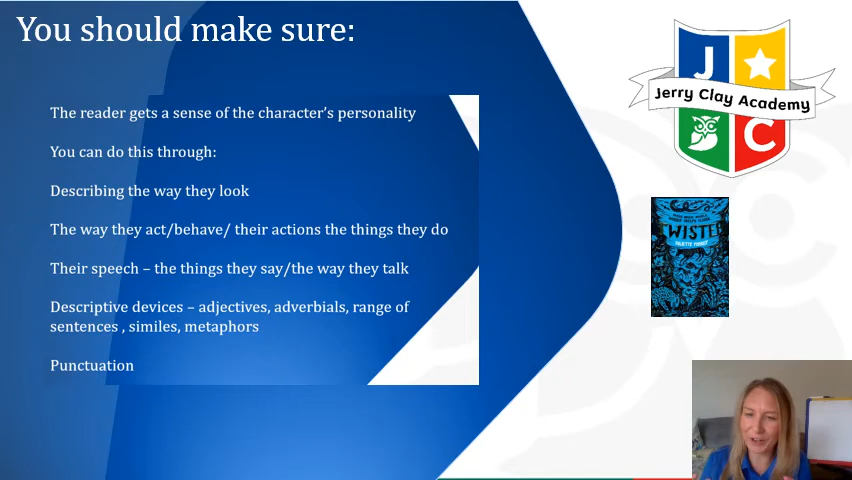 You should make sure:
The reader gets a sense of the character's personality
You can do this through:
Describing the way they look
The way they act/behave/ their actions the things they do
Their speech – the things they say/the way they talk
Descriptive devices – adjectives, adverbials, range of
sentences , similes, metaphors
Punctuation
J
Jerry Clay Academy
C
TWISTED